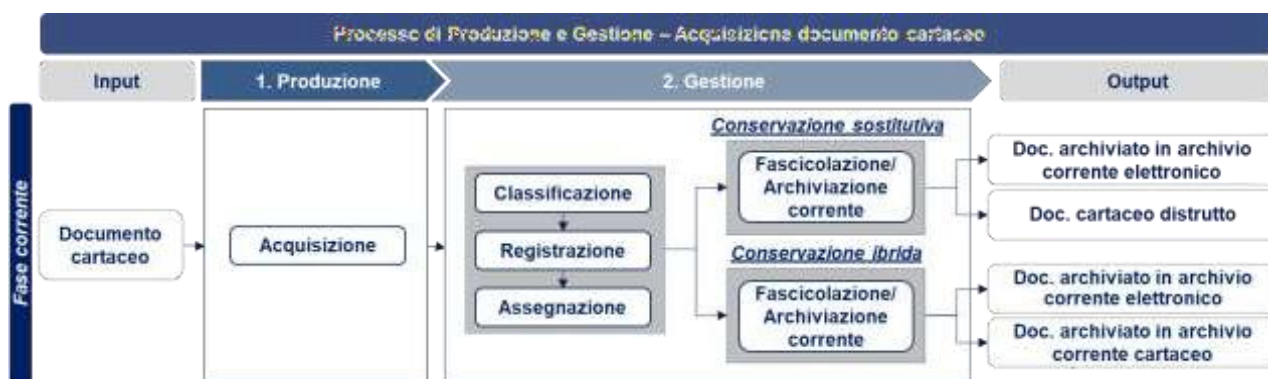 Processo di Produzione e Gestione – Acquisizione documento cartaceo
Input
1. Produzione
2. Gestione
Output
Fase corrente
Documento
cartaceo
Acquisizione
Classificazione
Registrazione
Assegnazione
Conservazione sostitutiva
Fascicolazione/
Archiviazione
corrente
Conservazione ibrida
Fascicolazione/
Archiviazione
corrente
Doc. archiviato in archivio
corrente elettronico
Doc. cartaceo distrutto
Doc. archiviato in archivio
corrente elettronico
Doc. archiviato in archivio
corrente cartaceo